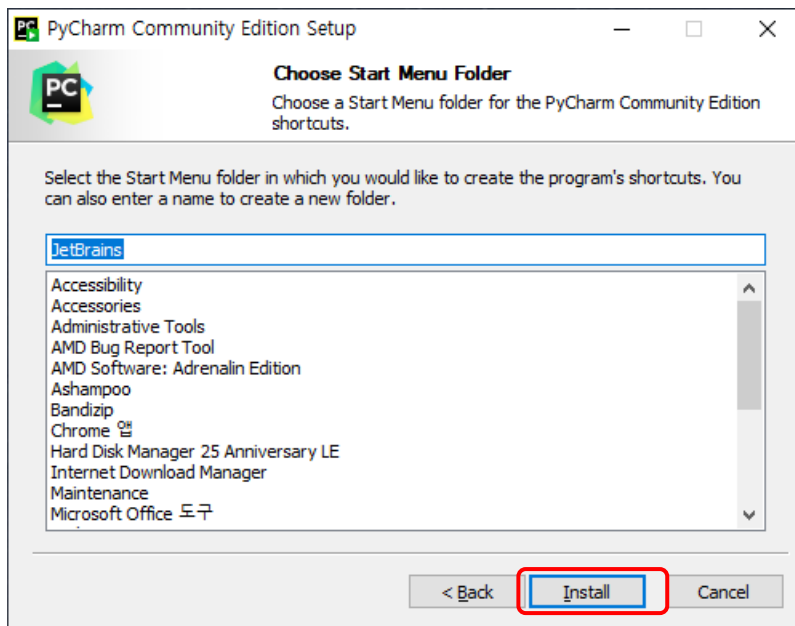 PyCharm Community Edition Setup
PC
Choose Start Menu Folder
Choose a Start Menu folder for the PyCharm Community Edition
shortcuts.
Select the Start Menu folder in which you would like to create the program's shortcuts. You
can also enter a name to create a new folder.
JetBrains
Accessibility
Accessories
Administrative Tools
AMD Bug Report Tool
AMD Software: Adrenalin Edition
Ashampoo
Bandizip
Chrome 앱
Hard Disk Manager 25 Anniversary LE
Internet Download Manager
Maintenance
Microsoft Office 도구
< Back Install Cancel